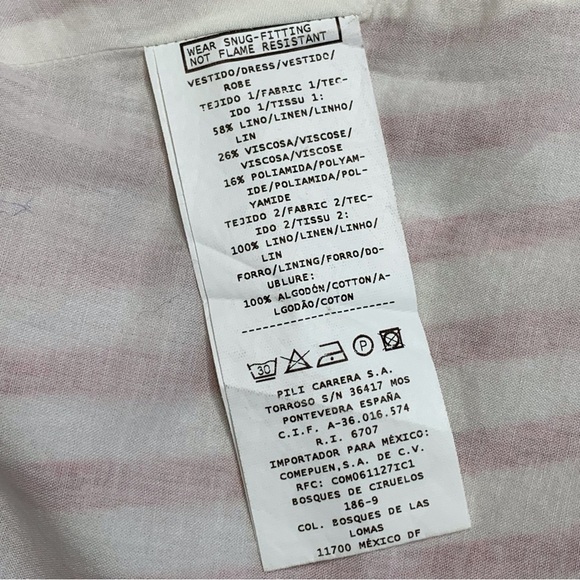 WEAR SNUG-FITTING
NOT FLAME RESISTANT
VESTIDO/DRESS/VESTIDO/
ROBE
TEJIDO 1/FABRIC 1/TEC-
IDO 1/TISSU 1:
58% LINO/LINEN/LINHO/
LIN
26% VISCOSA/VISCOSE/
VISCOSA/VISCOSE
16% POLIAMIDA/POLYAM-
IDE/POLIAMIDA/POL-
YAMIDE
TEJIDO 2/FABRIC 2/TEC-
IDO 2/TISSU 2:
100% LINO/LINEN/LINHO/
LIN
FORRO/LINING/FORRO/DO-
UBLURE:
100% ALGODÓN/COTTON/A-
LGODÃO/COTON
30 P
PILI CARRERA S.A.
TORROSO S/N 36417 MOS
PONTEVEDRA ESPAÑA
C.I.F. A-36.016.574
R.I. 6707
IMPORTADOR PARA MÉXICO:
COMEPUEN,S.A. DE C.V.
RFC: COM061127IC1
BOSQUES DE CIRUELOS
186-9
COL. BOSQUES DE LAS
LOMAS
11700 MÉXICO DF